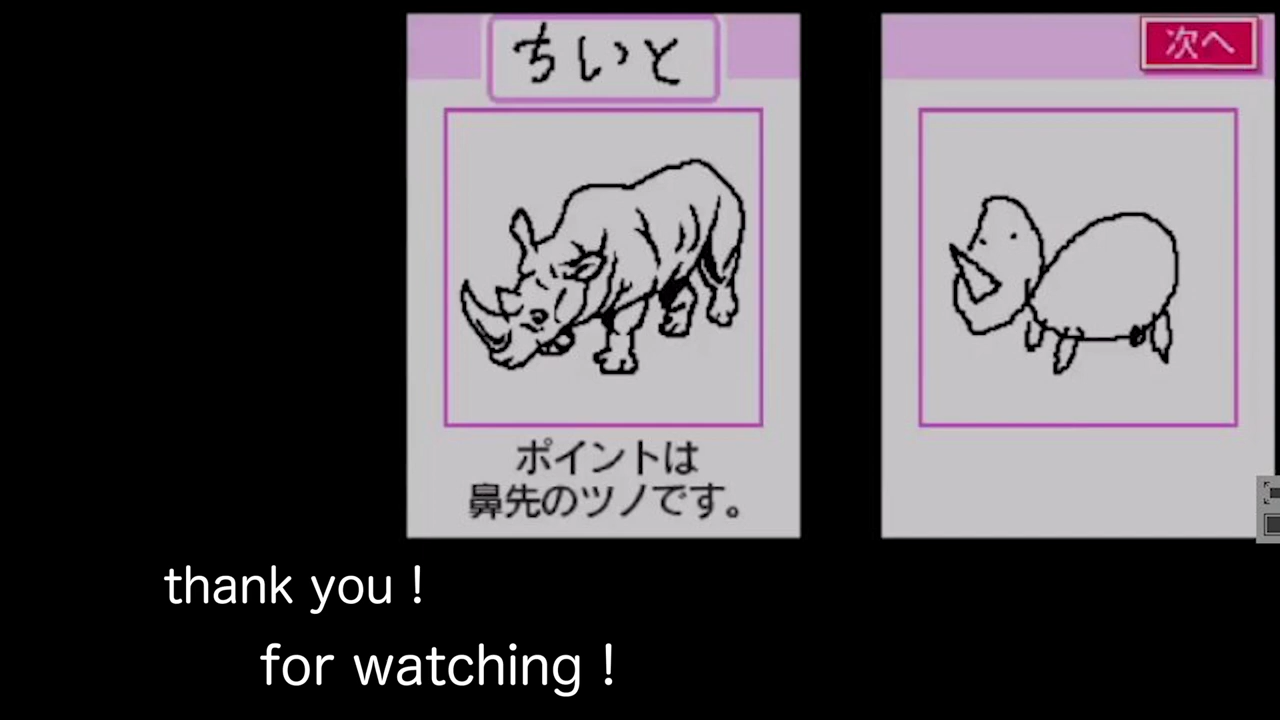 ちいと
次へ
ポイントは
鼻先のツノです。
thank you !
for watching !